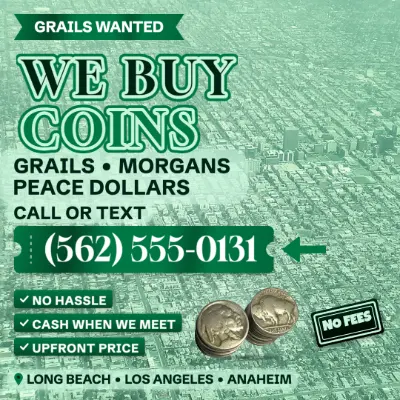 GRAILS WANTED
WE BUY
COINS
GRAILS • MORGANS
PEACE DOLLARS
CALL OR TEXT
(562) 555-0131
NO HASSLE
CASH WHEN WE MEET
UPFRONT PRICE
NO FEES
LONG BEACH • LOS ANGELES • ANAHEIM